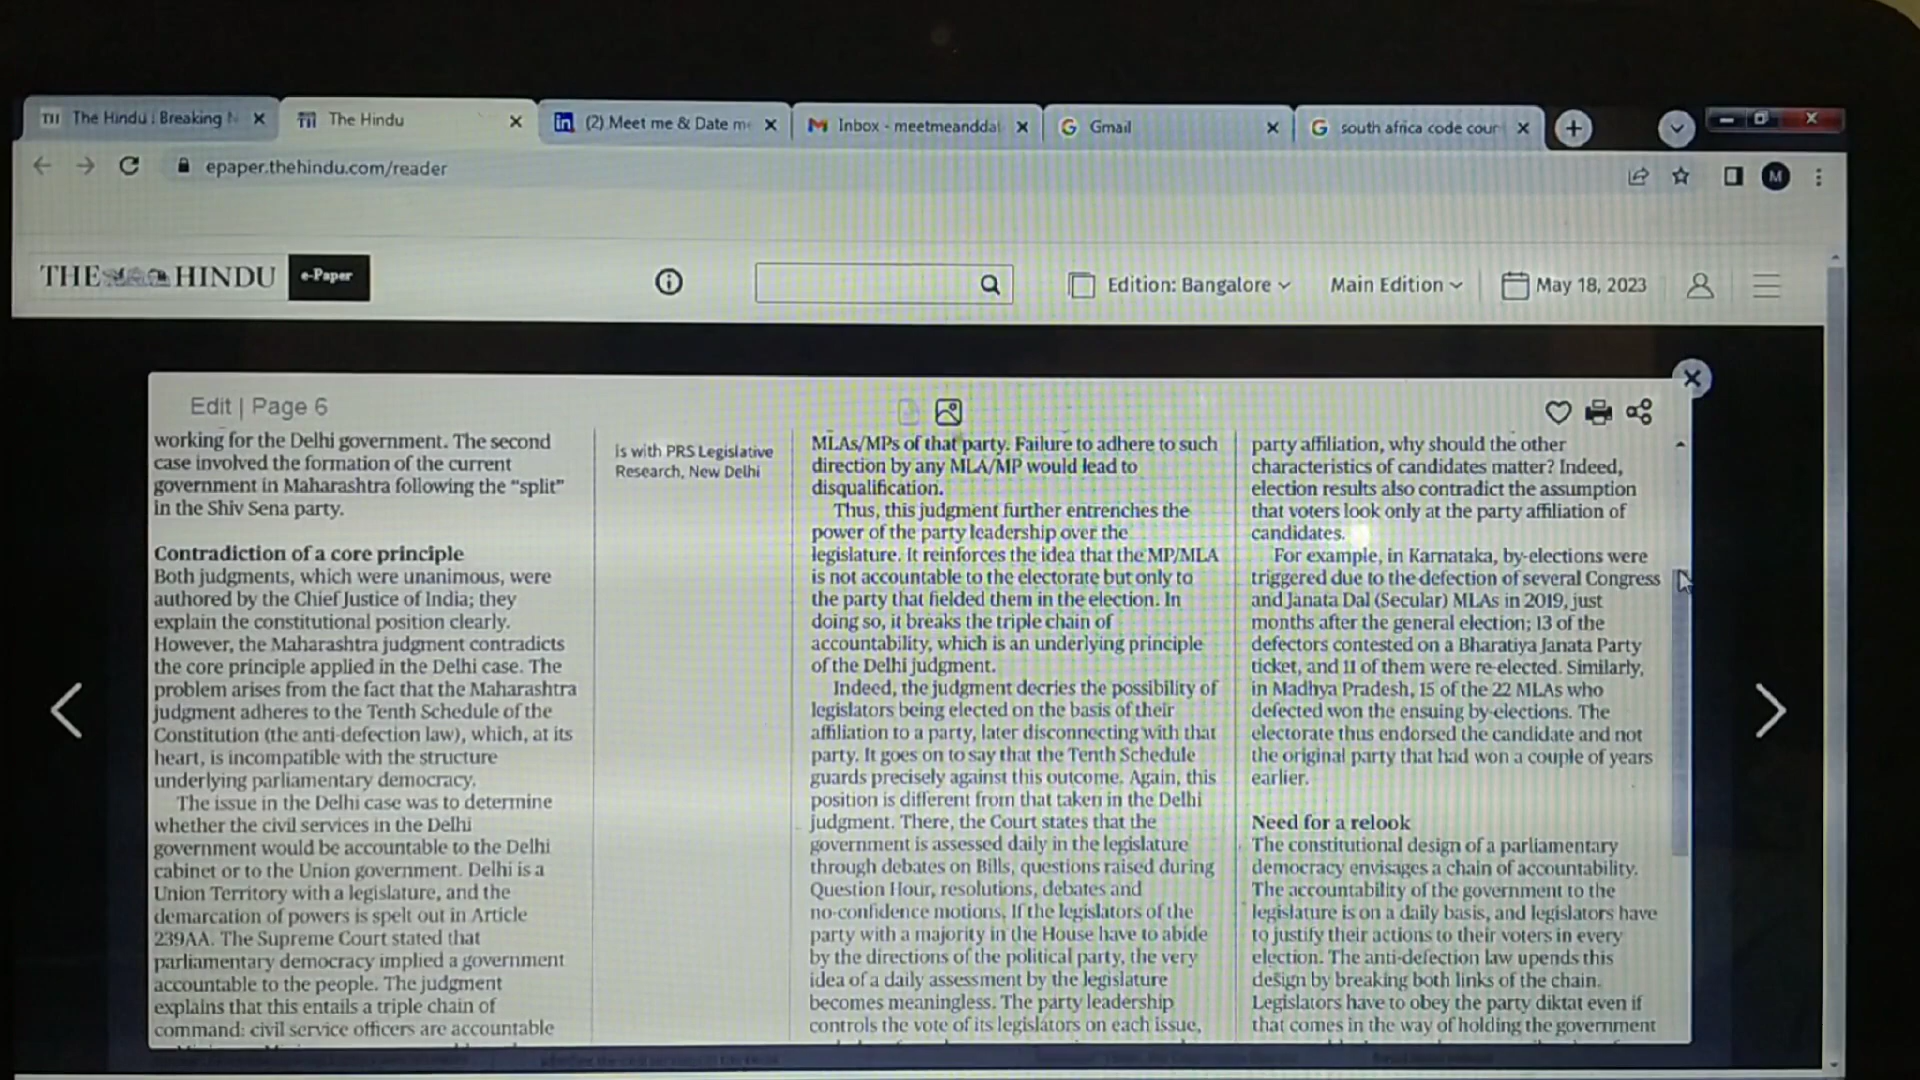 The Hindu : Breaking N
The Hindu
(2) Meet me & Date me
Inbox - meetmeanddat
Gmail
south africa code coun
epaper.thehindu.com/reader
M
THE HINDU
e-Paper
Edition: Bangalore
Main Edition
May 18, 2023
Edit | Page 6
working for the Delhi government. The second
case involved the formation of the current
government in Maharashtra following the “split”
in the Shiv Sena party.
Contradiction of a core principle
Both judgments, which were unanimous, were
authored by the Chief Justice of India; they
explain the constitutional position clearly.
However, the Maharashtra judgment contradicts
the core principle applied in the Delhi case. The
problem arises from the fact that the Maharashtra
judgment adheres to the Tenth Schedule of the
Constitution (the anti-defection law), which, at its
heart, is incompatible with the structure
underlying parliamentary democracy.
The issue in the Delhi case was to determine
whether the civil services in the Delhi
government would be accountable to the Delhi
cabinet or to the Union government. Delhi is a
Union Territory with a legislature, and the
demarcation of powers is spelt out in Article
239AA. The Supreme Court stated that
parliamentary democracy implied a government
accountable to the people. The judgment
explains that this entails a triple chain of
command: civil service officers are accountable
is with PRS Legislative
Research, New Delhi
MLAs/MPs of that party. Failure to adhere to such
direction by any MLA/MP would lead to
disqualification.
Thus, this judgment further entrenches the
power of the party leadership over the
legislature. It reinforces the idea that the MP/MLA
is not accountable to the electorate but only to
the party that fielded them in the election. In
doing so, it breaks the triple chain of
accountability, which is an underlying principle
of the Delhi judgment.
Indeed, the judgment decries the possibility of
legislators being elected on the basis of their
affiliation to a party, later disconnecting with that
party. It goes on to say that the Tenth Schedule
guards precisely against this outcome. Again, this
position is different from that taken in the Delhi
judgment. There, the Court states that the
government is assessed daily in the legislature
through debates on Bills, questions raised during
Question Hour, resolutions, debates and
no-confidence motions. If the legislators of the
party with a majority in the House have to abide
by the directions of the political party, the very
idea of a daily assessment by the legislature
becomes meaningless. The party leadership
controls the vote of its legislators on each issue,
party affiliation, why should the other
characteristics of candidates matter? Indeed,
election results also contradict the assumption
that voters look only at the party affiliation of
candidates.
For example, in Karnataka, by-elections were
triggered due to the defection of several Congress
and Janata Dal (Secular) MLAs in 2019, just
months after the general election; 13 of the
defectors contested on a Bharatiya Janata Party
ticket, and 11 of them were re-elected. Similarly,
in Madhya Pradesh, 15 of the 22 MLAs who
defected won the ensuing by-elections. The
electorate thus endorsed the candidate and not
the original party that had won a couple of years
earlier.
Need for a relook
The constitutional design of a parliamentary
democracy envisages a chain of accountability.
The accountability of the government to the
legislature is on a daily basis, and legislators have
to justify their actions to their voters in every
election. The anti-defection law upends this
design by breaking both links of the chain.
Legislators have to obey the party diktat even if
that comes in the way of holding the government